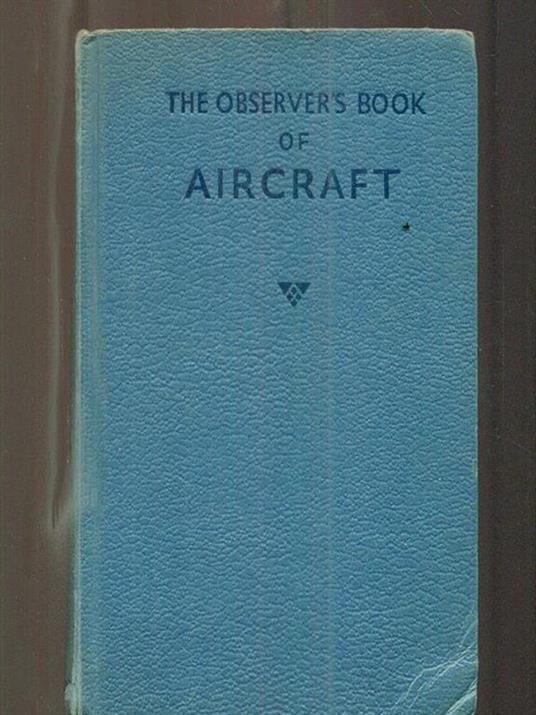 THE OBSERVER'S BOOK
OF
AIRCRAFT